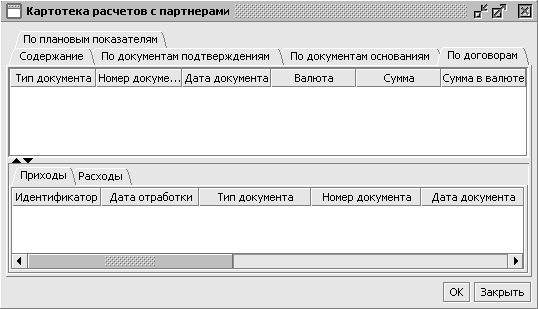 Картотека расчетов с партнерами
По плановым показателям
Содержание По документам подтверждениям По документам основаниям По договорам
Тип документа Номер докуме... Дата документа Валюта Сумма Сумма в валюте
Приходы Расходы
Идентификатор Дата отработки Тип документа Номер документа Дата документа
OK Закрыть